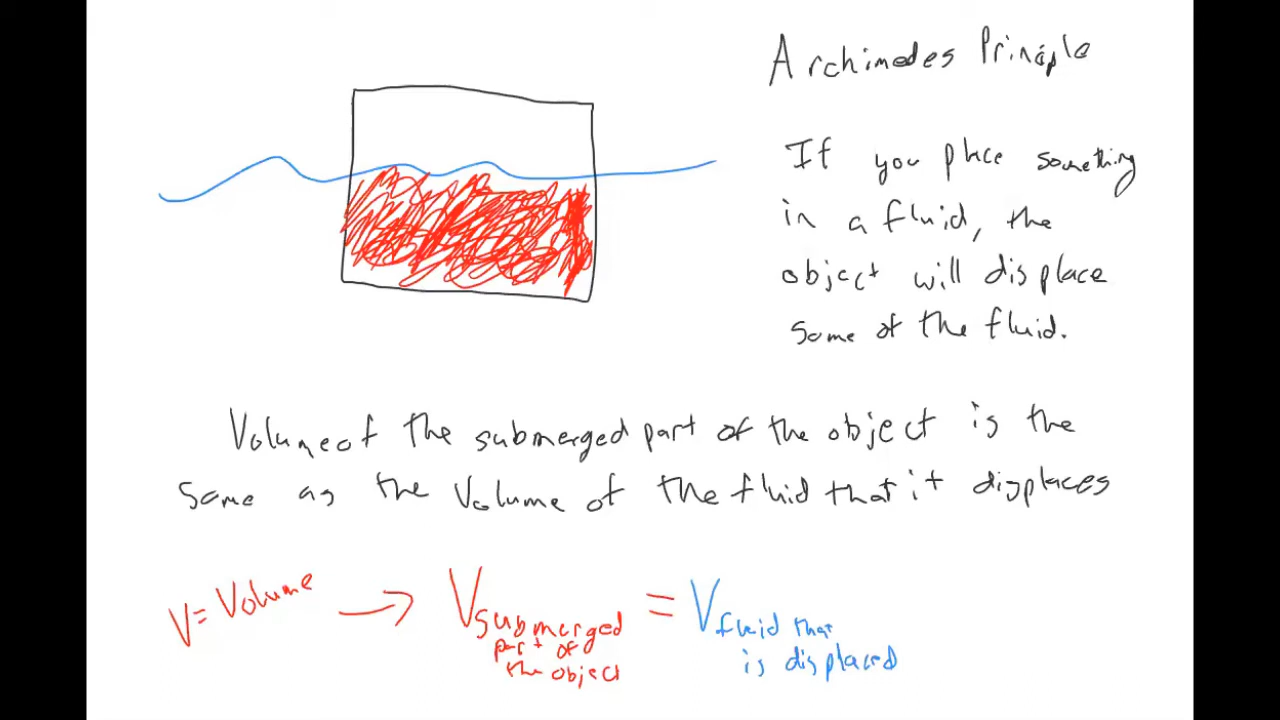 Archimedes Principle
If you place something
in a fluid, the
object will displace
some of the fluid.
Volume of the submerged part of the object is the
same as the volume of the fluid that it displaces
V = Volume → V submerged part of the object = V fluid that is displaced